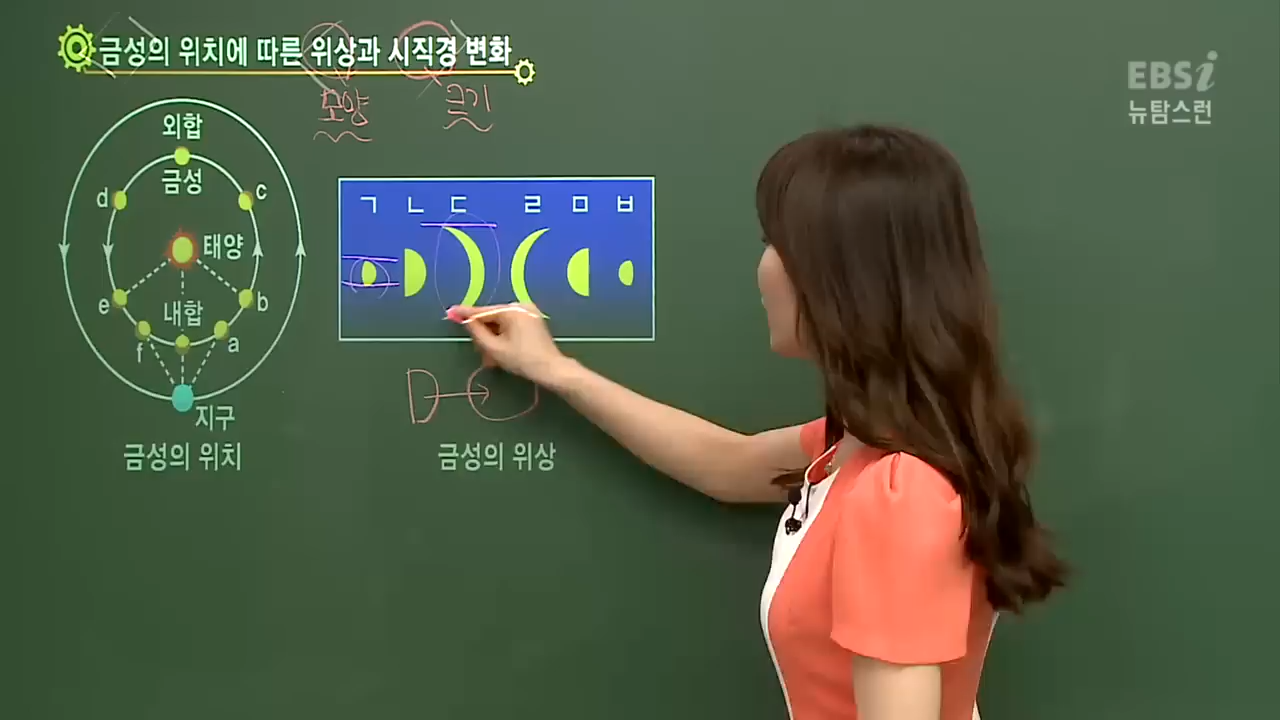 금성의 위치에 따른 위상과 시직경 변화
모양 크기
EBSi
뉴탐스런
외합
금성
d c
태양
e b
내합
f a
지구
금성의 위치
ㄱ ㄴ ㄷ ㄹ ㅁ ㅂ
금성의 위상